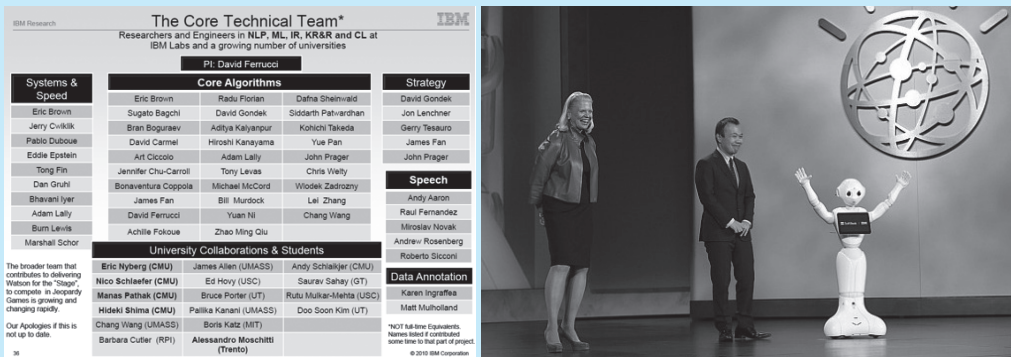 IBM Research
The Core Technical Team*
IBM
Researchers and Engineers in NLP, ML, IR, KR&R and CL at
IBM Labs and a growing number of universities
PI: David Ferrucci
Systems &
Speed
Eric Brown
Jerry Cwiklik
Pablo Duboue
Eddie Epstein
Tong Fin
Dan Gruhl
Bhavani Iyer
Adam Lally
Burn Lewis
Marshall Schor
Core Algorithms
Eric Brown Radu Florian Dafna Sheinwald
Sugato Bagchi David Gondek Siddarth Patwardhan
Bran Boguraev Aditya Kalyanpur Kohichi Takeda
David Carmel Hiroshi Kanayama Yue Pan
Art Ciccolo Adam Lally John Prager
Jennifer Chu-Carroll Tony Levas Chris Welty
Bonaventura Coppola Michael McCord Wlodek Zadrozny
James Fan Bill Murdock Lei Zhang
David Ferrucci Yuan Ni Chang Wang
Achille Fokoue Zhao Ming Qiu
Strategy
David Gondek
Jon Lenchner
Gerry Tesauro
James Fan
John Prager
Speech
Andy Aaron
Raul Fernandez
Miroslav Novak
Andrew Rosenberg
Roberto Sicconi
Data Annotation
Karen Ingraffea
Matt Mulholland
University Collaborations & Students
Eric Nyberg (CMU) James Allen (UMASS) Andy Schlaikjer (CMU)
Nico Schlaefer (CMU) Ed Hovy (USC) Saurav Sahay (GT)
Manas Pathak (CMU) Bruce Porter (UT) Rutu Mulkar-Mehta (USC)
Hideki Shima (CMU) Pallika Kanani (UMASS) Doo Soon Kim (UT)
Chang Wang (UMASS) Boris Katz (MIT)
Barbara Cutler (RPI) Alessandro Moschitti
(Trento)
The broader team that
contributes to delivering
Watson for the "Stage",
to compete in Jeopardy
Games is growing and
changing rapidly.
Our Apologies if this is
not up to date.
*NOT full-time Equivalents.
Names listed if contributed
some time to that part of project.
36
© 2010 IBM Corporation